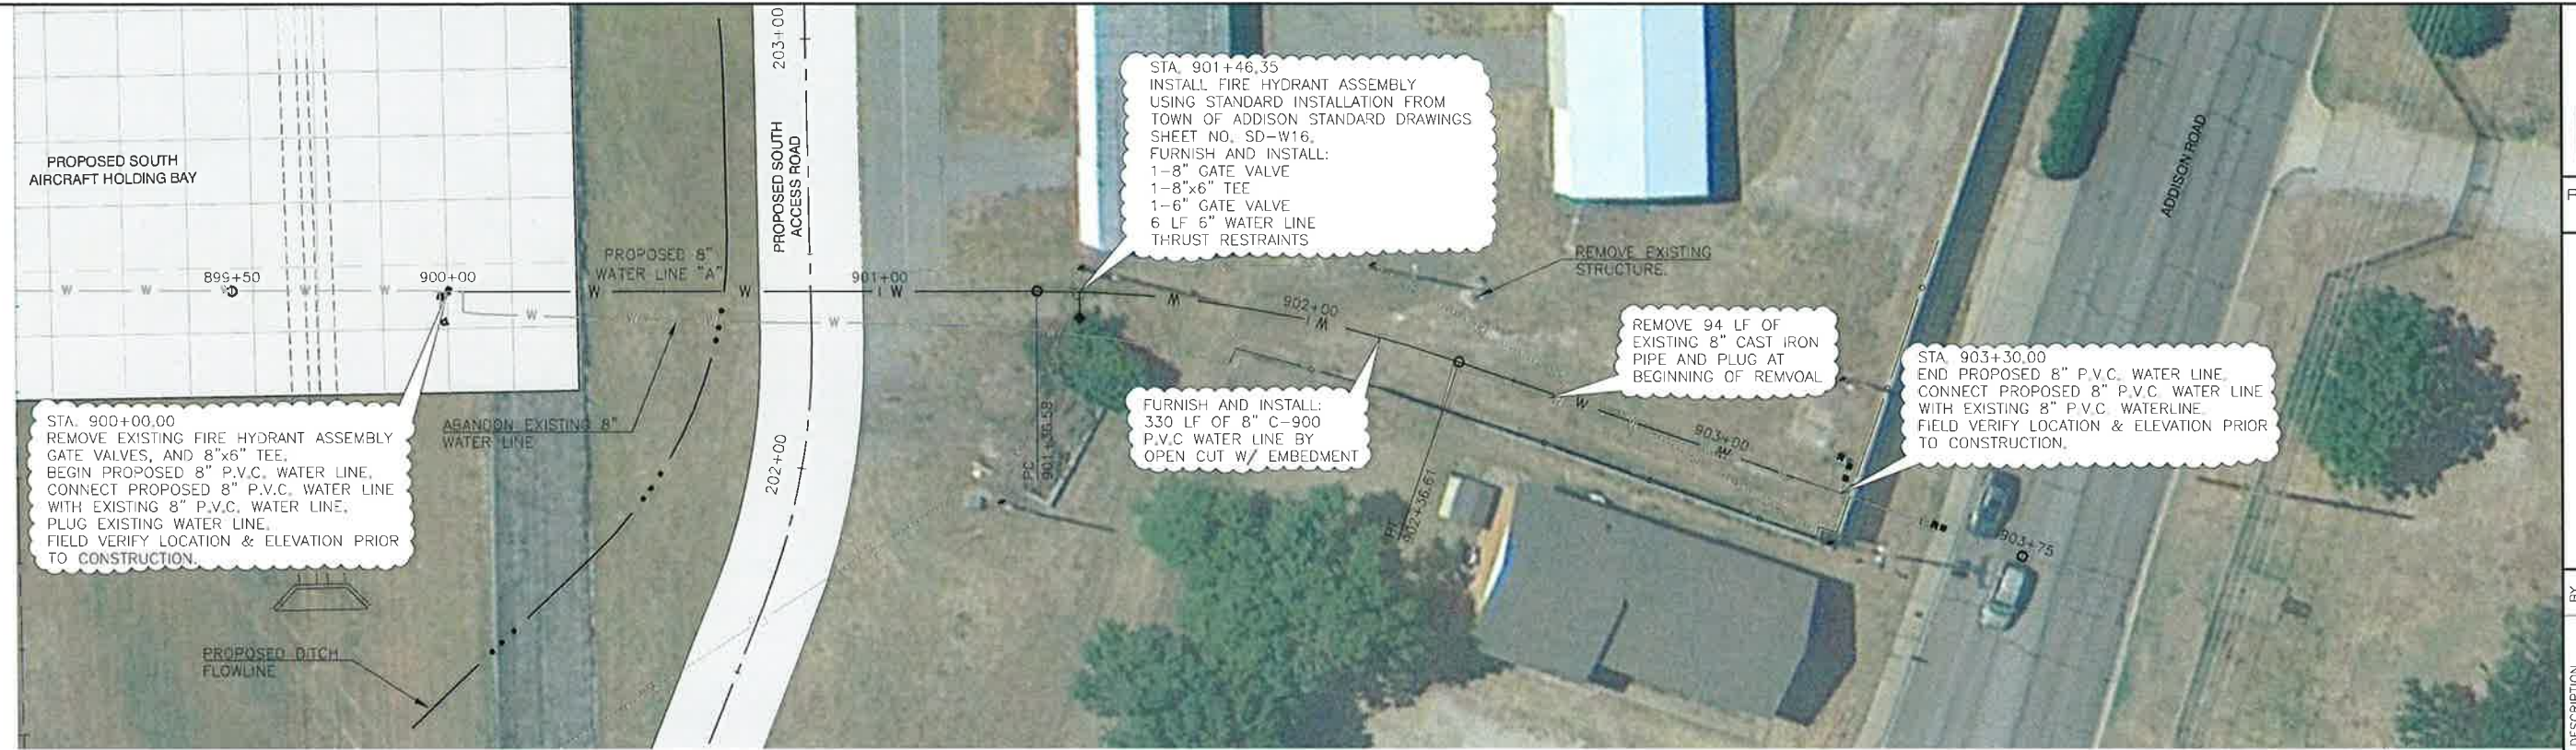 203+00
PROPOSED SOUTH
AIRCRAFT HOLDING BAY
PROPOSED SOUTH
ACCESS ROAD
STA. 901+46.35
INSTALL FIRE HYDRANT ASSEMBLY
USING STANDARD INSTALLATION FROM
TOWN OF ADDISON STANDARD DRAWINGS
SHEET NO. SD-W16.
FURNISH AND INSTALL:
1-8" GATE VALVE
1-8"x6" TEE
1-6" GATE VALVE
6 LF 6" WATER LINE
THRUST RESTRAINTS
ADDISON ROAD
PROPOSED 8"
WATER LINE "A"
REMOVE EXISTING
STRUCTURE.
899+50
900+00
901+00
902+00
W W W W W W W W W W
W W W W
REMOVE 94 LF OF
EXISTING 8" CAST IRON
PIPE AND PLUG AT
BEGINNING OF REMVOAL
STA. 903+30.00
END PROPOSED 8" P.V.C. WATER LINE.
CONNECT PROPOSED 8" P.V.C. WATER LINE
WITH EXISTING 8" P.V.C. WATERLINE.
FIELD VERIFY LOCATION & ELEVATION PRIOR
TO CONSTRUCTION.
FURNISH AND INSTALL:
330 LF OF 8" C-900
P.V.C WATER LINE BY
OPEN CUT W/ EMBEDMENT
903+00
STA. 900+00.00
REMOVE EXISTING FIRE HYDRANT ASSEMBLY
GATE VALVES, AND 8"x6" TEE.
BEGIN PROPOSED 8" P.V.C. WATER LINE.
CONNECT PROPOSED 8" P.V.C. WATER LINE
WITH EXISTING 8" P.V.C. WATER LINE.
PLUG EXISTING WATER LINE.
FIELD VERIFY LOCATION & ELEVATION PRIOR
TO CONSTRUCTION.
ABANDON EXISTING 8"
WATER LINE
202+00
PC
901+36.58
PT
902+36.61
903+75
PROPOSED DITCH
FLOWLINE
BY